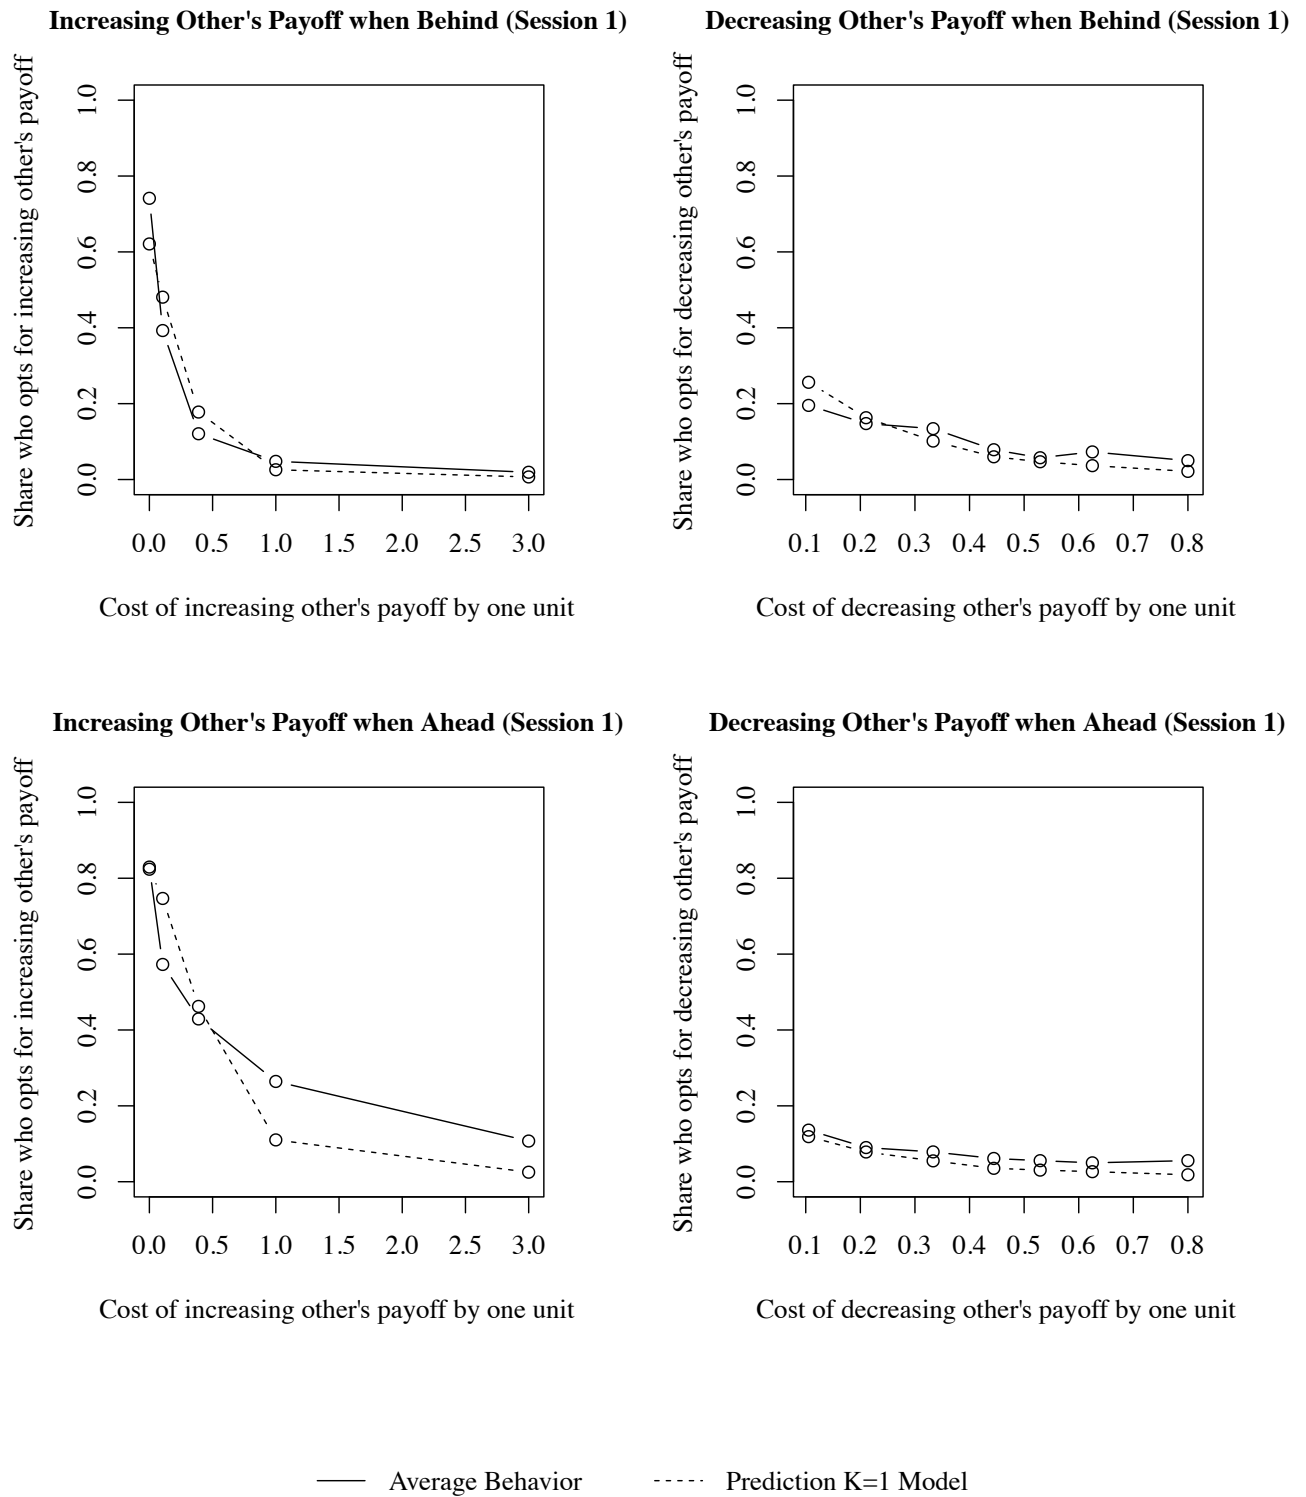 Increasing Other's Payoff when Behind (Session 1)
Share who opts for increasing other's payoff
1.0
0.8
0.6
0.4
0.2
0.0
0.0 0.5 1.0 1.5 2.0 2.5 3.0
Cost of increasing other's payoff by one unit
Decreasing Other's Payoff when Behind (Session 1)
Share who opts for decreasing other's payoff
1.0
0.8
0.6
0.4
0.2
0.0
0.1 0.2 0.3 0.4 0.5 0.6 0.7 0.8
Cost of decreasing other's payoff by one unit
Increasing Other's Payoff when Ahead (Session 1)
Share who opts for increasing other's payoff
1.0
0.8
0.6
0.4
0.2
0.0
0.0 0.5 1.0 1.5 2.0 2.5 3.0
Cost of increasing other's payoff by one unit
Decreasing Other's Payoff when Ahead (Session 1)
Share who opts for decreasing other's payoff
1.0
0.8
0.6
0.4
0.2
0.0
0.1 0.2 0.3 0.4 0.5 0.6 0.7 0.8
Cost of decreasing other's payoff by one unit
Average Behavior
Prediction K=1 Model